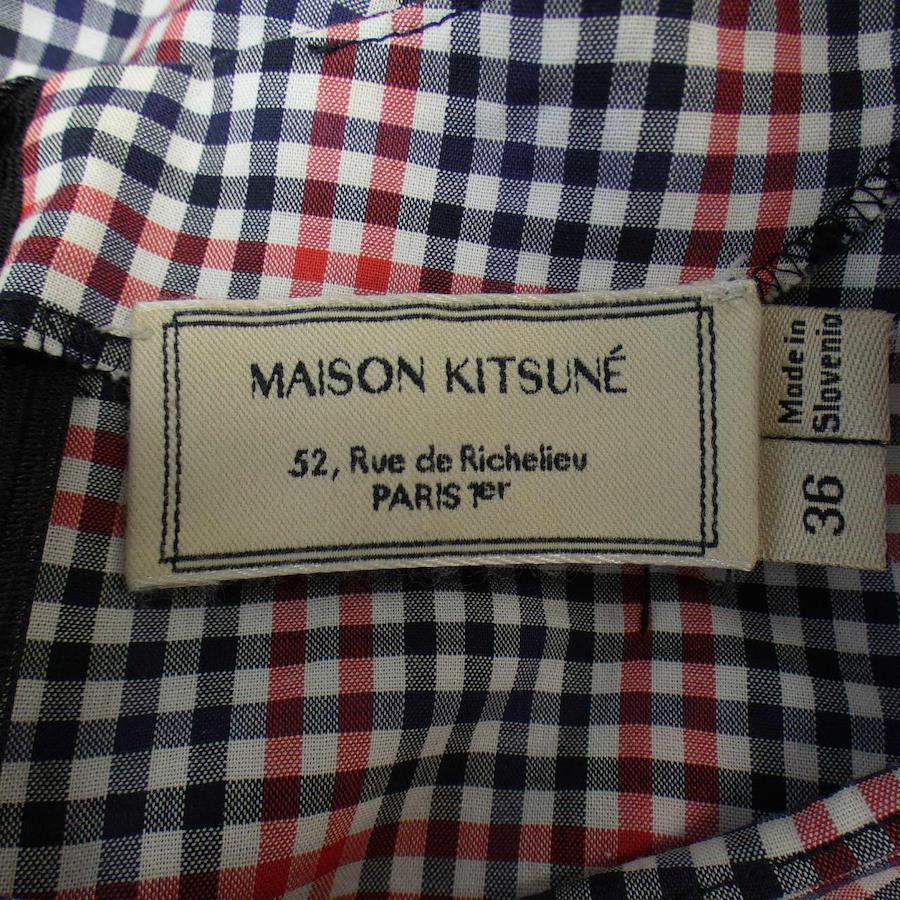 MAISON KITSUNÉ
52, Rue de Richelieu
PARIS 1er
Made in
Slovenia
36